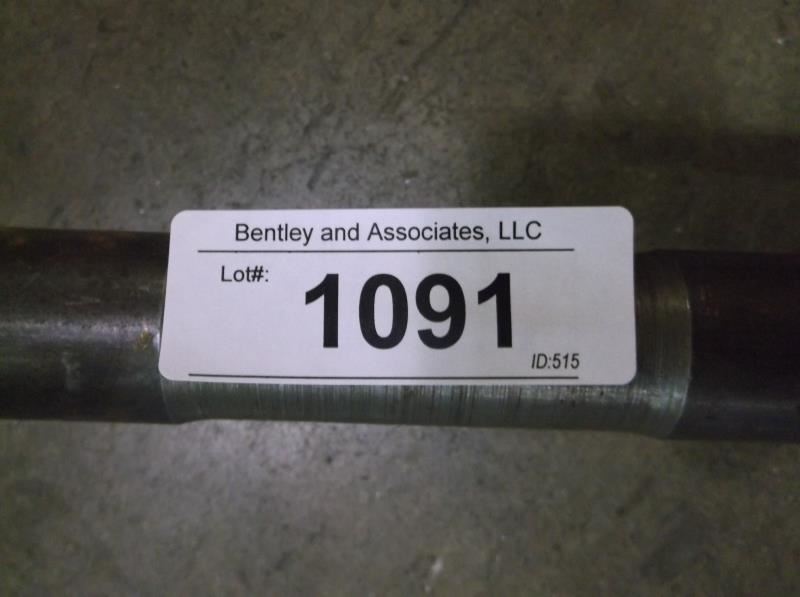 Bentley and Associates, LLC
Lot#:
1091
ID:515